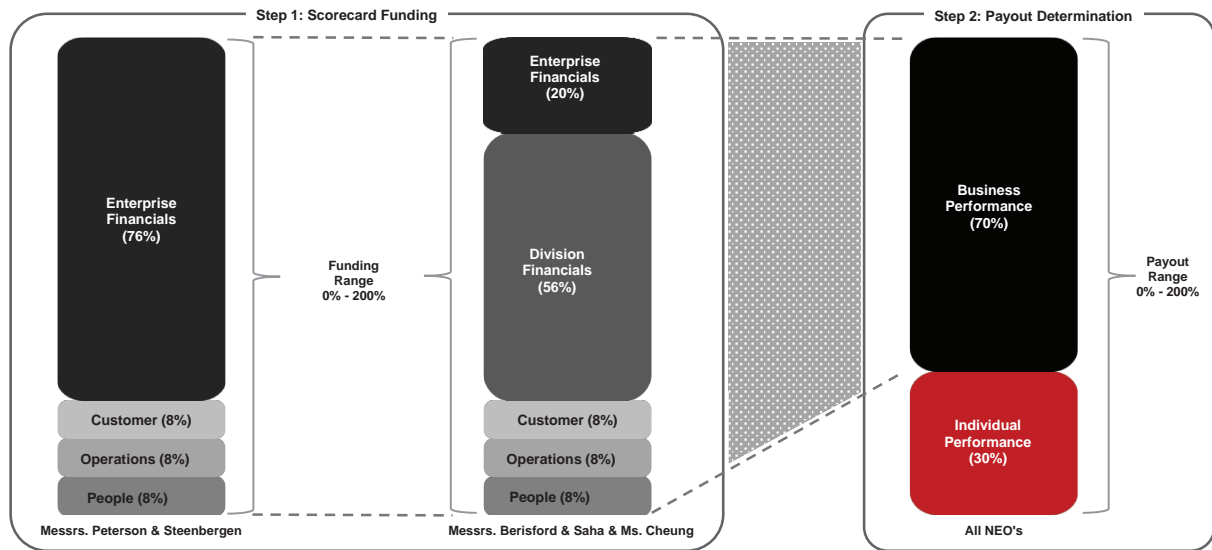 Step 1: Scorecard Funding
Enterprise
Financials
(76%)
Customer (8%)
Operations (8%)
People (8%)
Messrs. Peterson & Steenbergen
Funding
Range
0% - 200%
Enterprise
Financials
(20%)
Division
Financials
(56%)
Customer (8%)
Operations (8%)
People (8%)
Messrs. Berisford & Saha & Ms. Cheung
Step 2: Payout Determination
Business
Performance
(70%)
Individual
Performance
(30%)
All NEO's
Payout
Range
0% - 200%